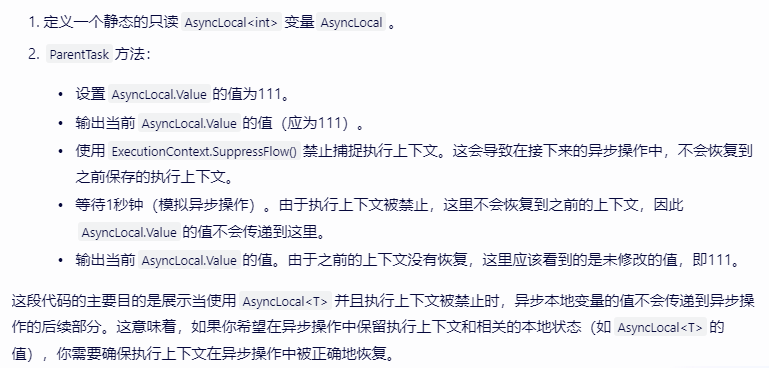 1. 定义一个静态的只读 AsyncLocal<int> 变量 AsyncLocal 。
2. ParentTask 方法：
• 设置 AsyncLocal.Value 的值为111。
• 输出当前 AsyncLocal.Value 的值（应为111）。
• 使用 ExecutionContext.SuppressFlow() 禁止捕捉执行上下文。这会导致在接下来的异步操作中，不会恢复到
之前保存的执行上下文。
• 等待1秒钟（模拟异步操作）。由于执行上下文被禁止，这里不会恢复到之前的上下文，因此
AsyncLocal.Value 的值不会传递到这里。
• 输出当前 AsyncLocal.Value 的值。由于之前的上下文没有恢复，这里应该看到的是未修改的值，即111。
这段代码的主要目的是展示当使用 AsyncLocal<T> 并且执行上下文被禁止时，异步本地变量的值不会传递到异步操
作的后续部分。这意味着，如果你希望在异步操作中保留执行上下文和相关的本地状态（如 AsyncLocal<T> 的
值），你需要确保执行上下文在异步操作中被正确地恢复。